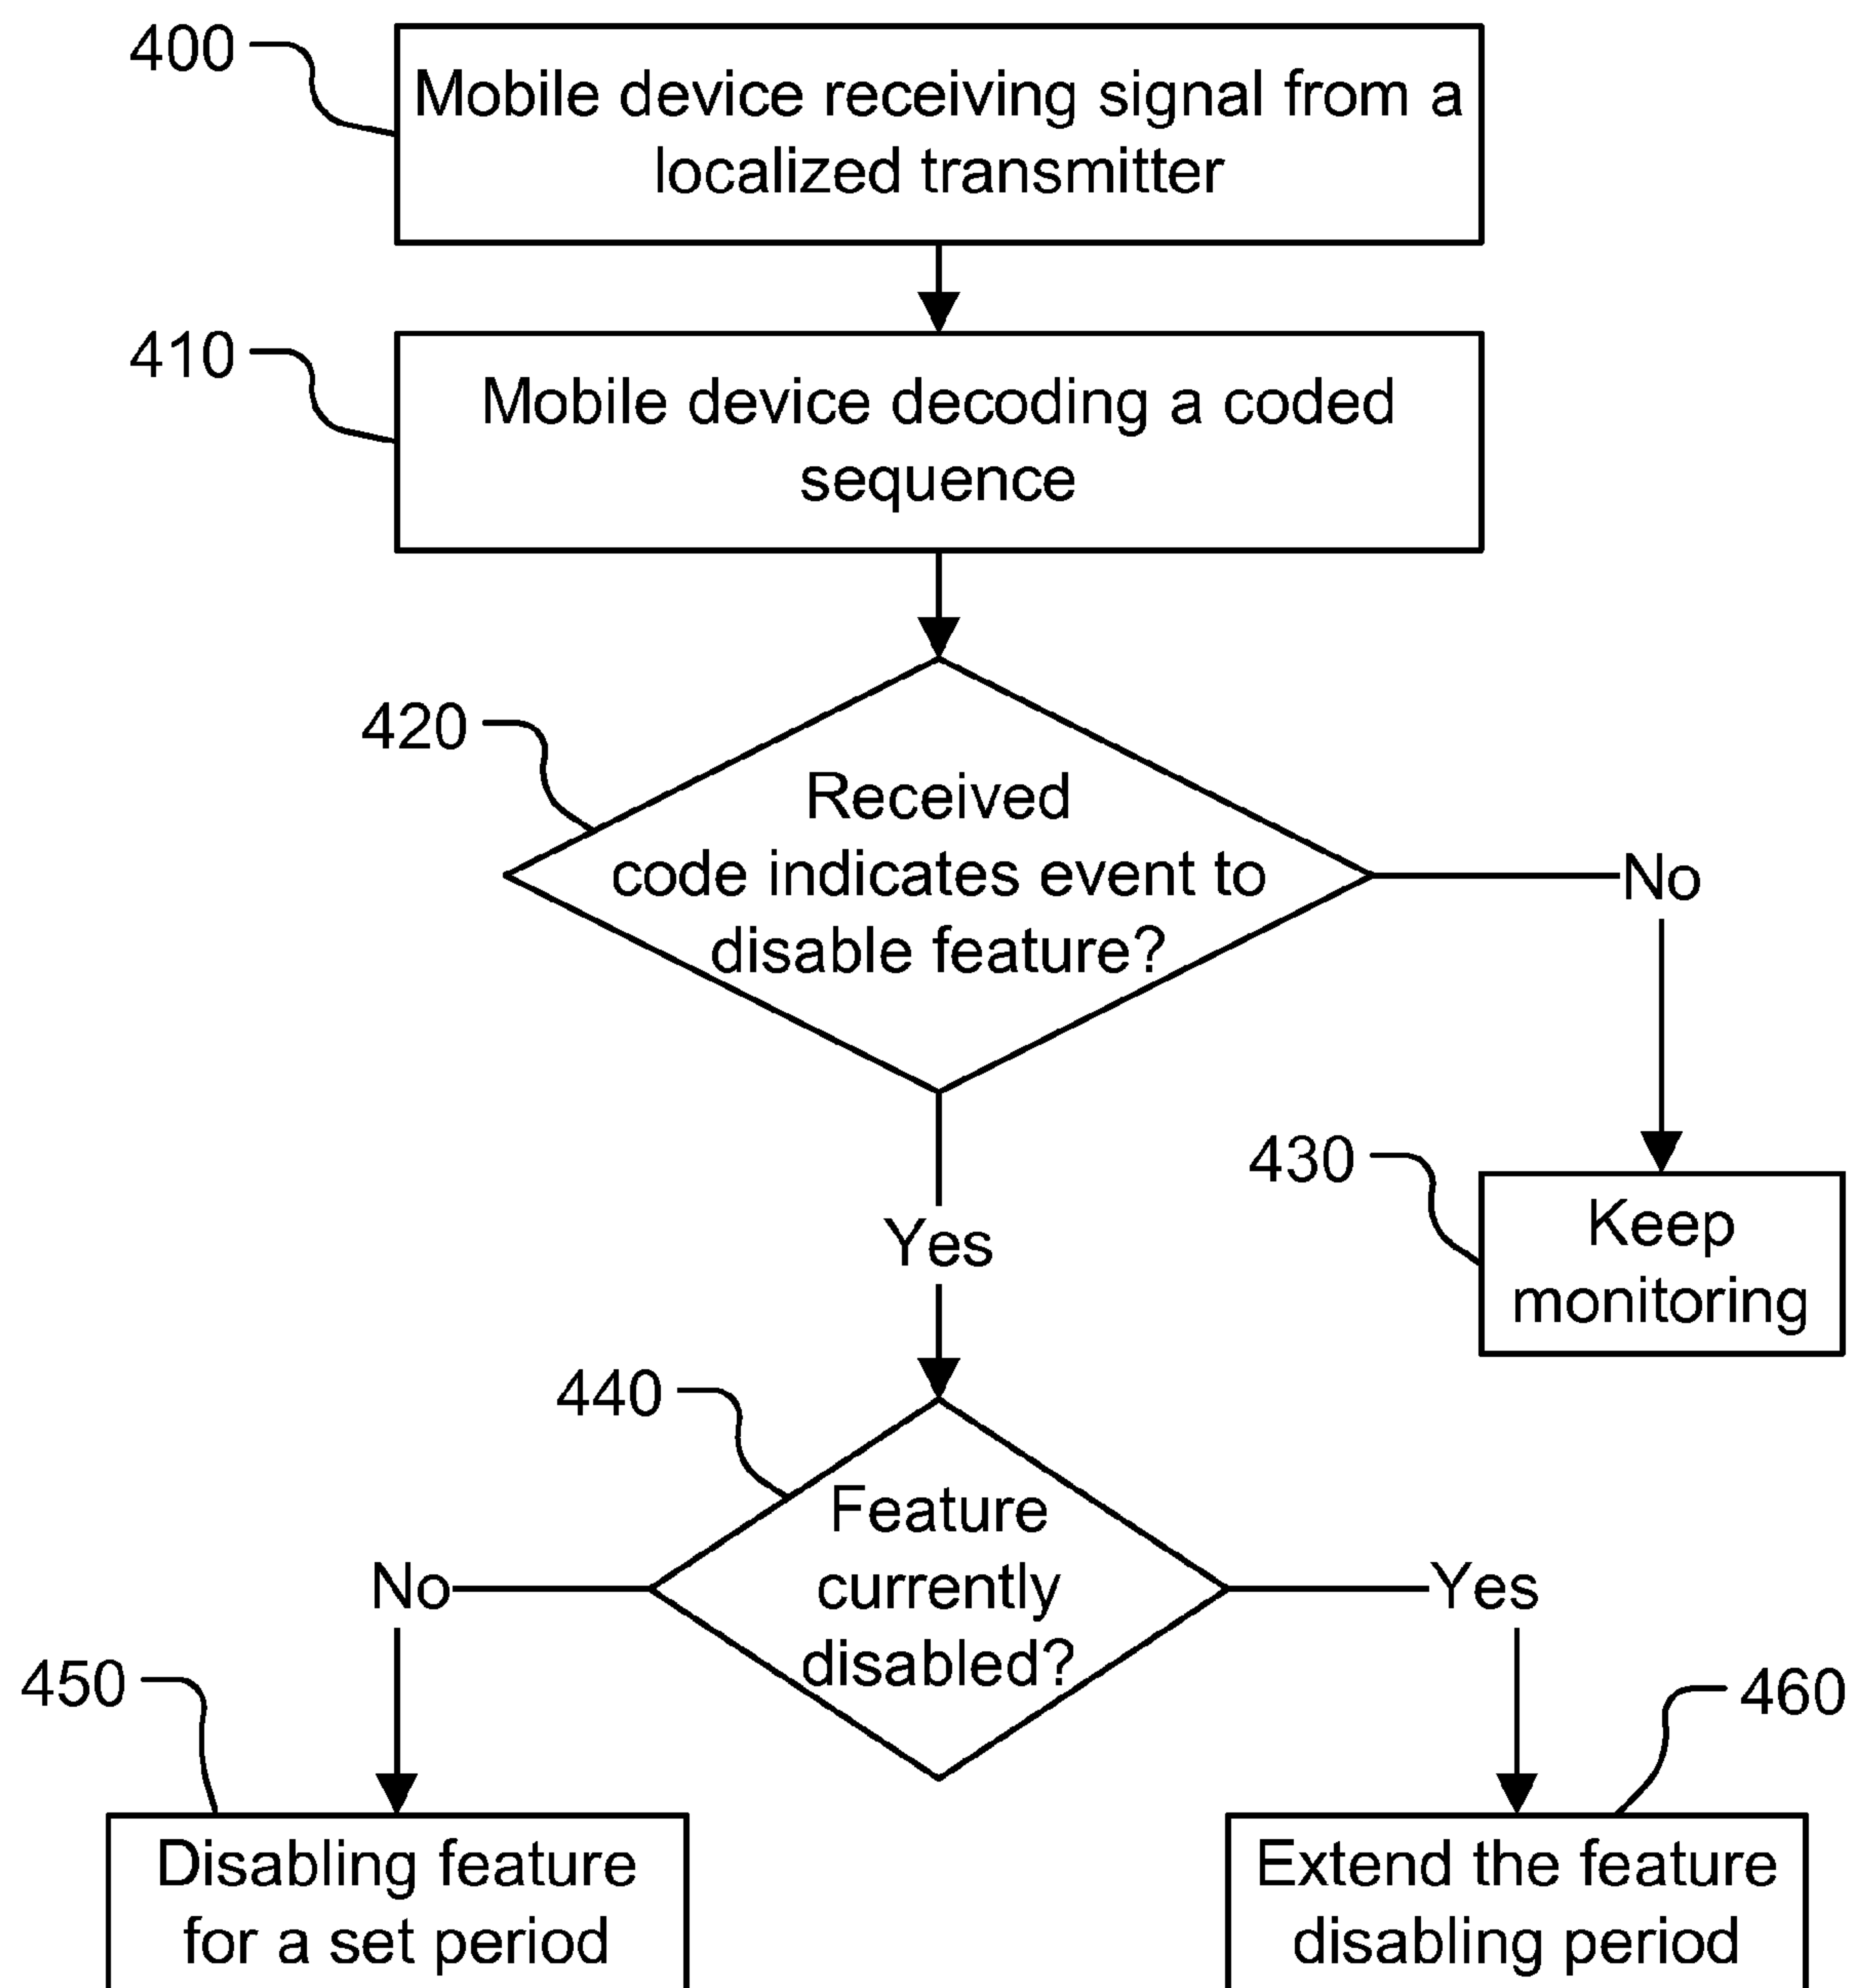 400
Mobile device receiving signal from a
localized transmitter
410
Mobile device decoding a coded
sequence
420
Received
code indicates event to
disable feature?
No
Yes
430
Keep
monitoring
440
Feature
currently
disabled?
No
Yes
450
Disabling feature
for a set period
460
Extend the feature
disabling period